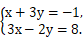 {x + 3y = −1,
{3x − 2y = 8.